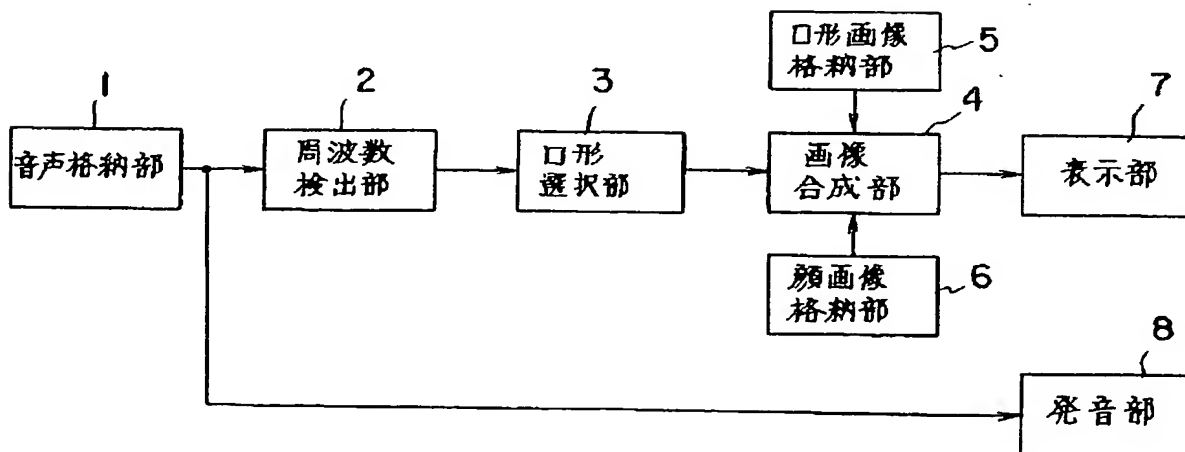 1
音声格納部
2
周波数
検出部
3
口形
選択部
口形画像
格納部
5
4
画像
合成部
顔画像
格納部
6
7
表示部
8
発音部